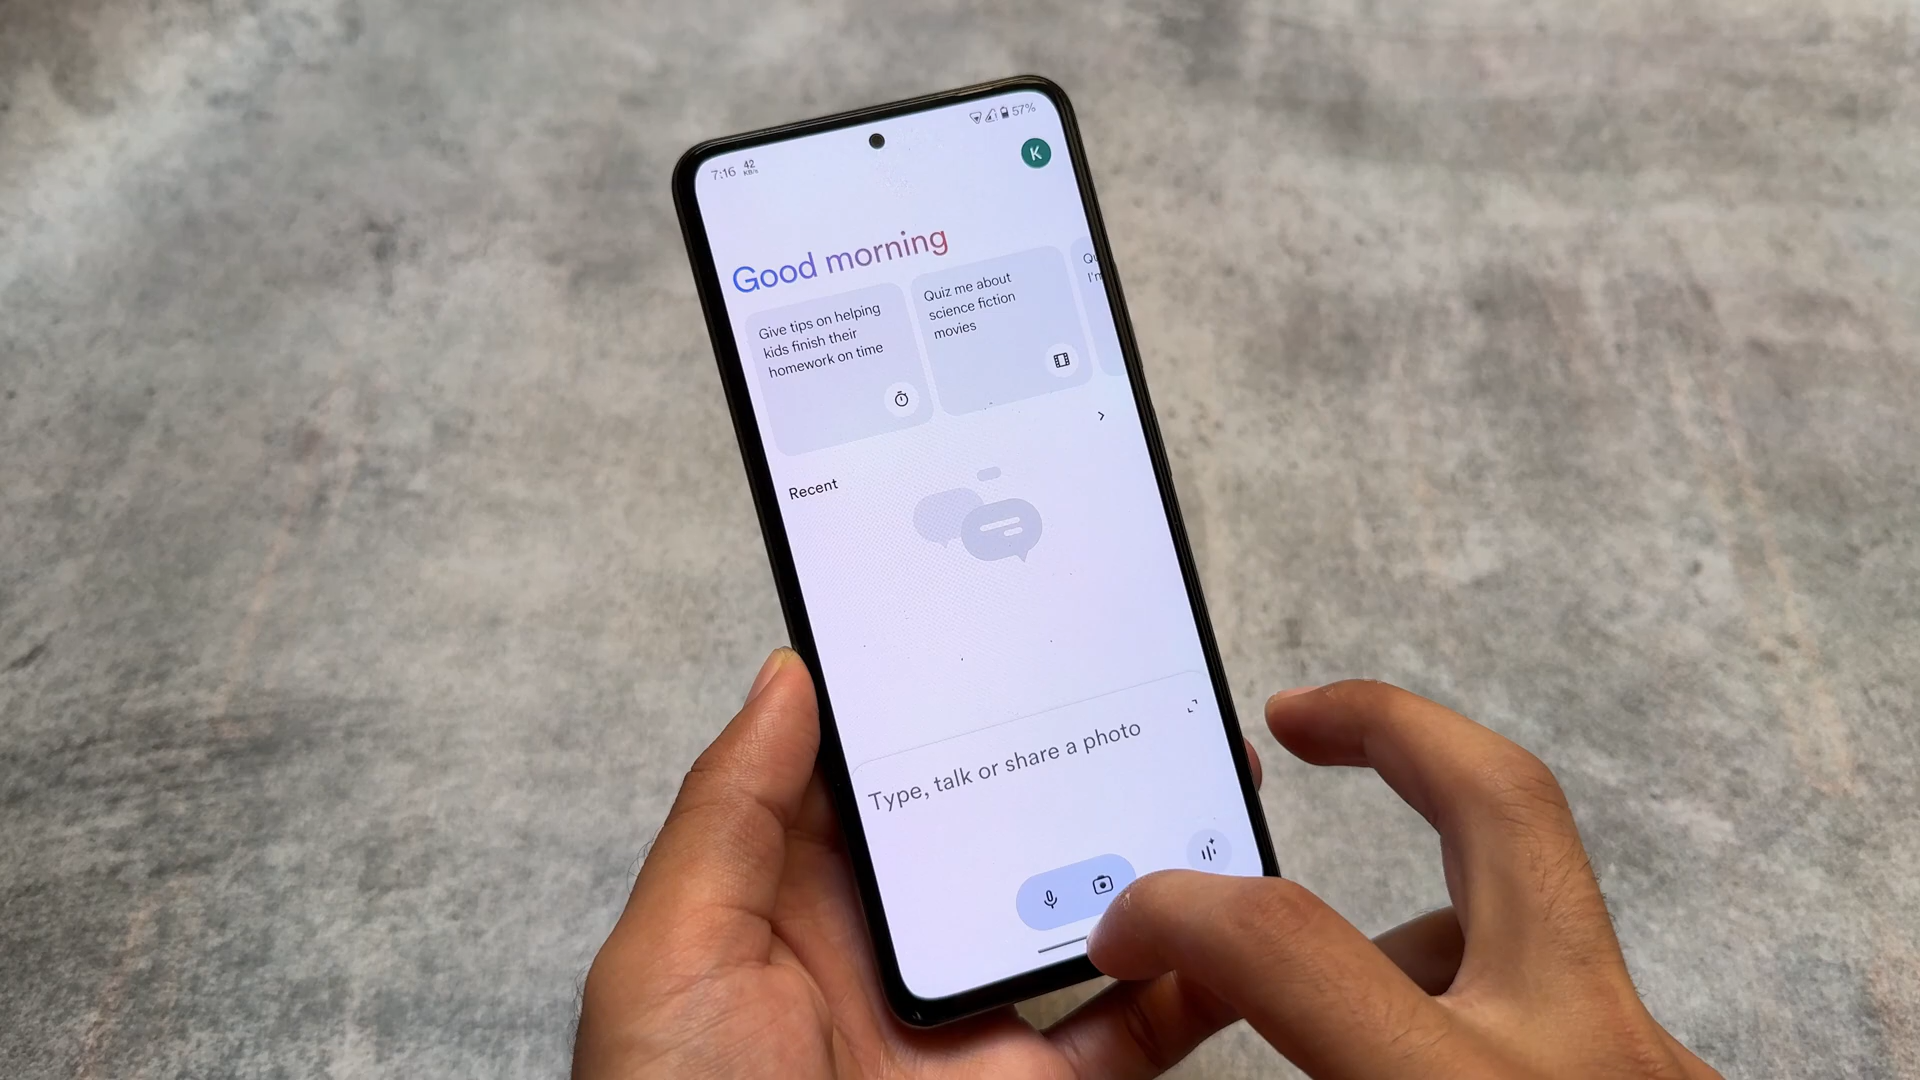 7:16 42 KB/s 57%
K
Good morning
Give tips on helping
kids finish their
homework on time
Quiz me about
science fiction
movies
I'm
Recent
Type, talk or share a photo